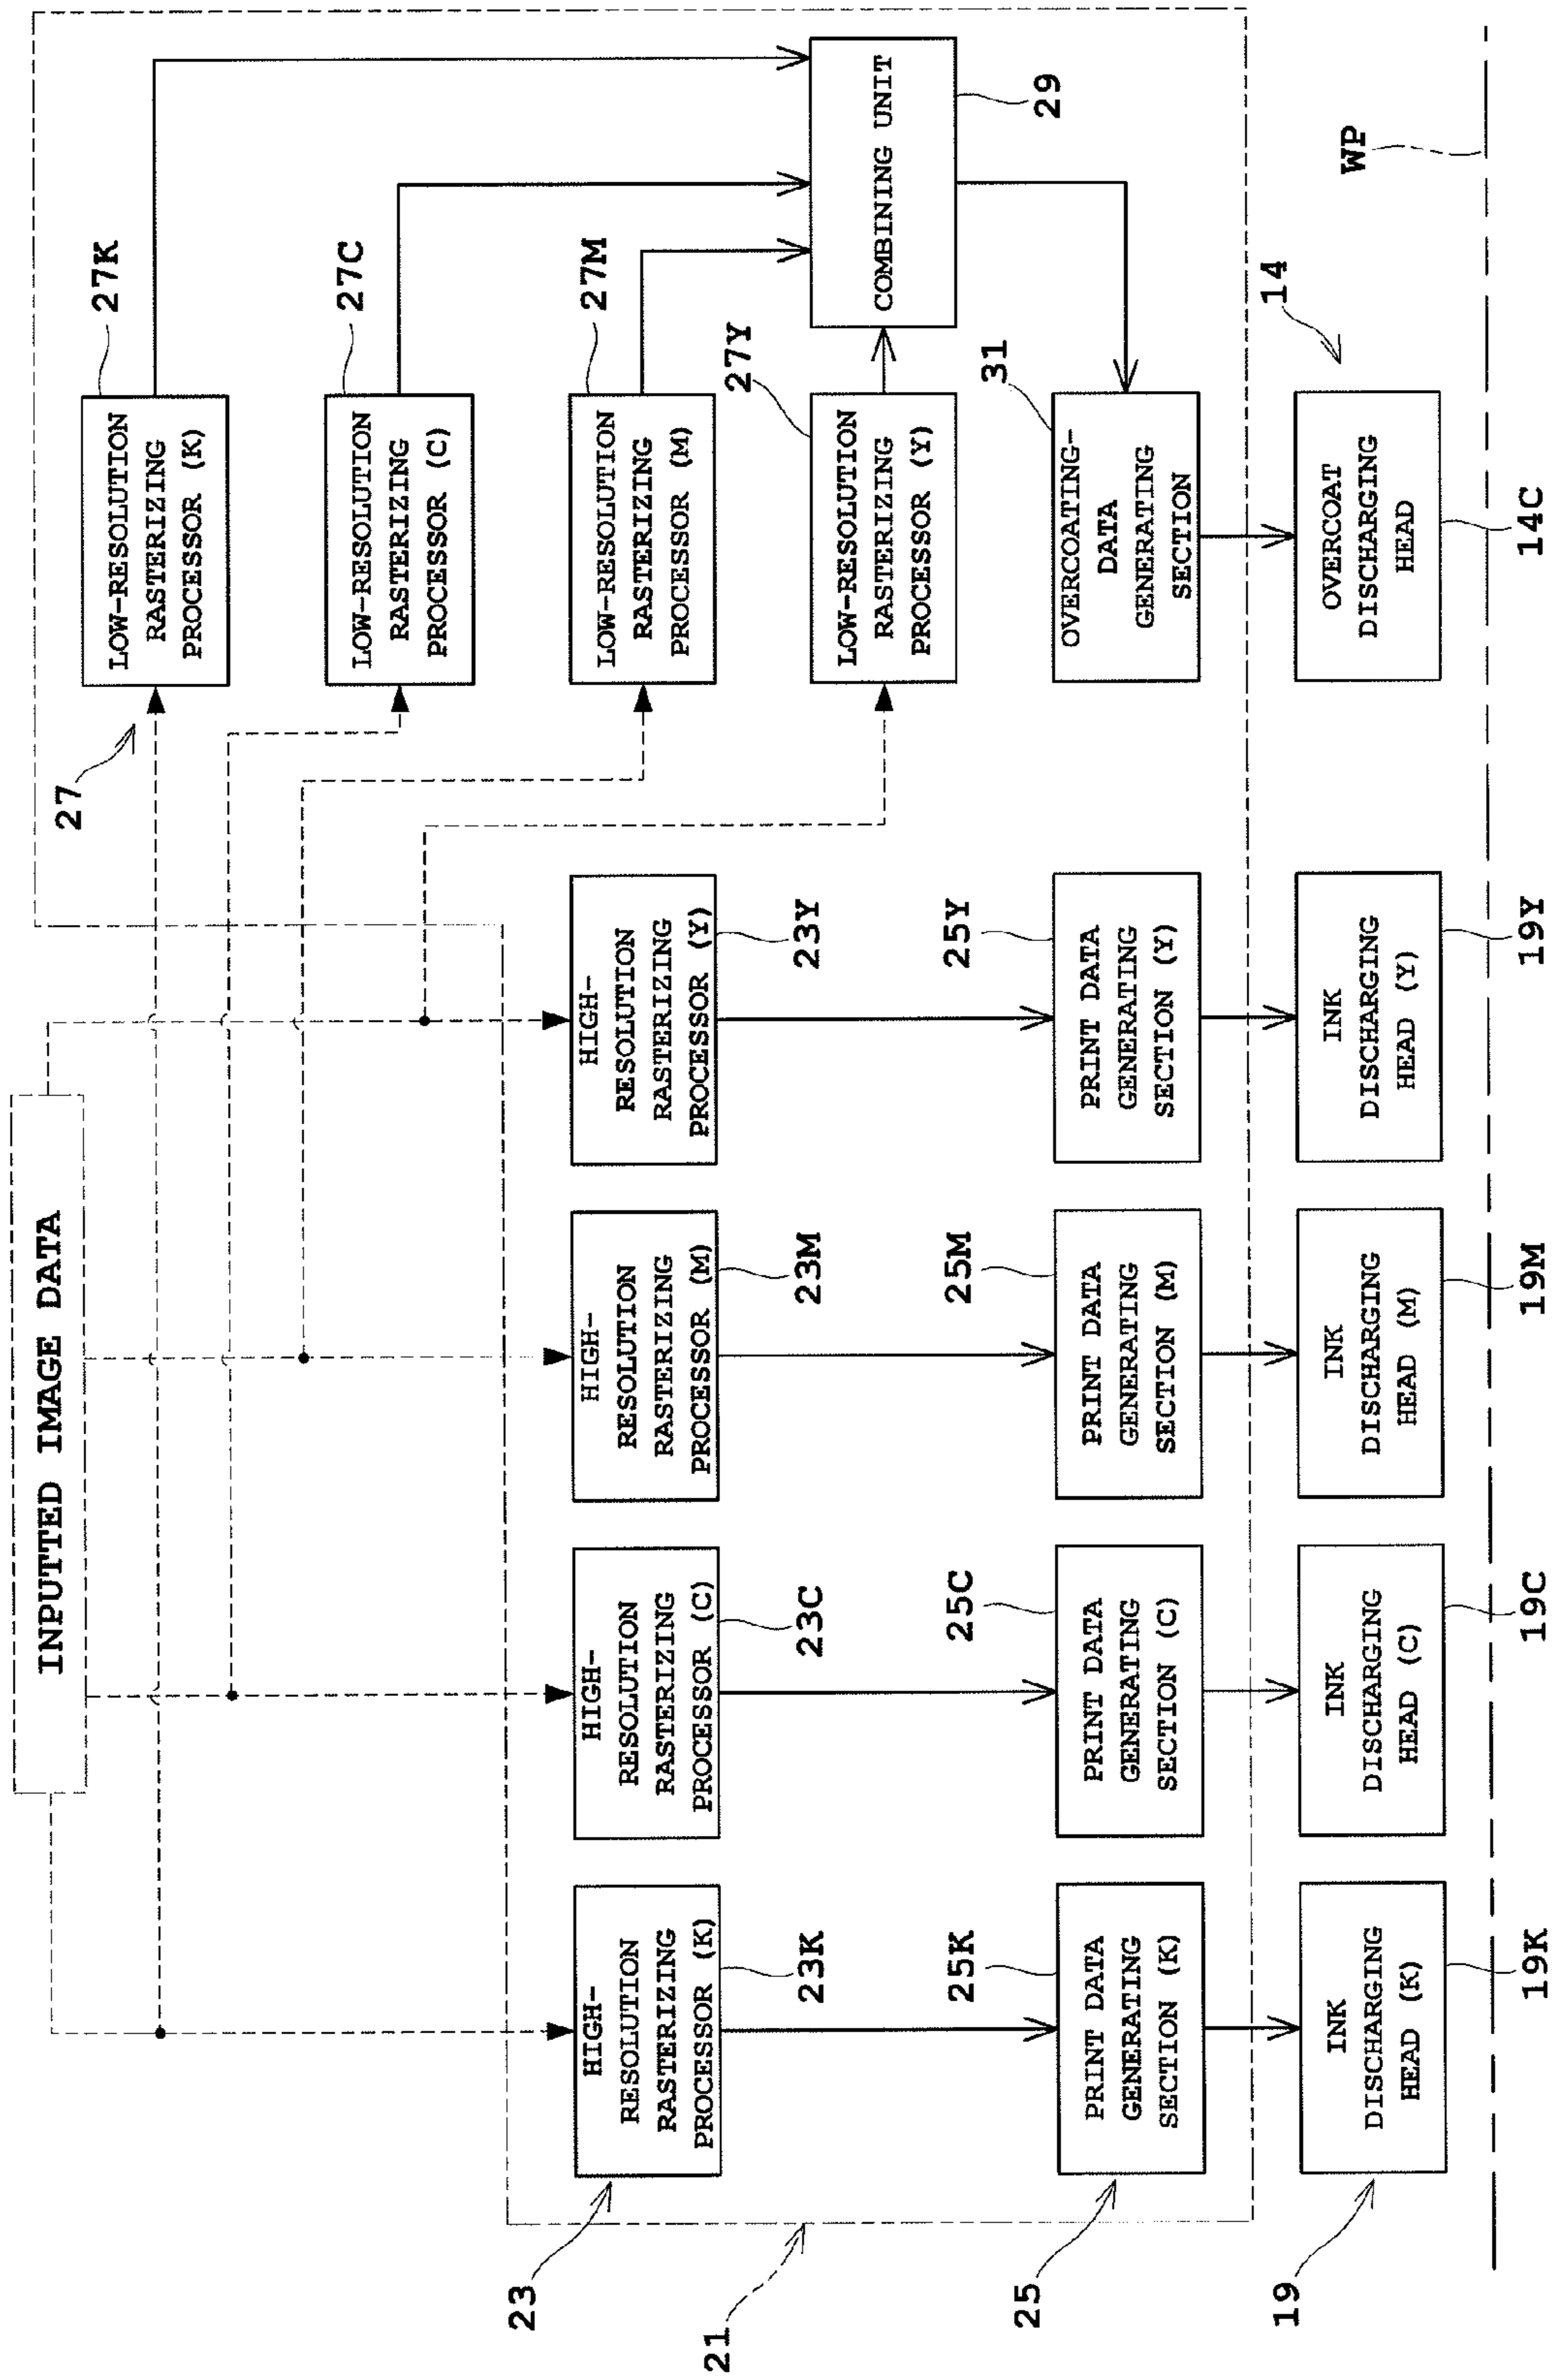 INPUTTED IMAGE DATA
27
LOW-RESOLUTION
RASTERIZING
PROCESSOR (K)
27K
LOW-RESOLUTION
RASTERIZING
PROCESSOR (C)
27C
LOW-RESOLUTION
RASTERIZING
PROCESSOR (M)
27M
LOW-RESOLUTION
RASTERIZING
PROCESSOR (Y)
27Y
COMBINING UNIT
29
23
HIGH-
RESOLUTION
RASTERIZING
PROCESSOR (K)
23K
HIGH-
RESOLUTION
RASTERIZING
PROCESSOR (C)
23C
HIGH-
RESOLUTION
RASTERIZING
PROCESSOR (M)
23M
HIGH-
RESOLUTION
RASTERIZING
PROCESSOR (Y)
23Y
21
25
25K
PRINT DATA
GENERATING
SECTION (K)
25C
PRINT DATA
GENERATING
SECTION (C)
25M
PRINT DATA
GENERATING
SECTION (M)
25Y
PRINT DATA
GENERATING
SECTION (Y)
31
OVERCOATING-
DATA
GENERATING
SECTION
19
INK
DISCHARGING
HEAD (K)
19K
INK
DISCHARGING
HEAD (C)
19C
INK
DISCHARGING
HEAD (M)
19M
INK
DISCHARGING
HEAD (Y)
19Y
14
OVERCOAT
DISCHARGING
HEAD
14C
WP